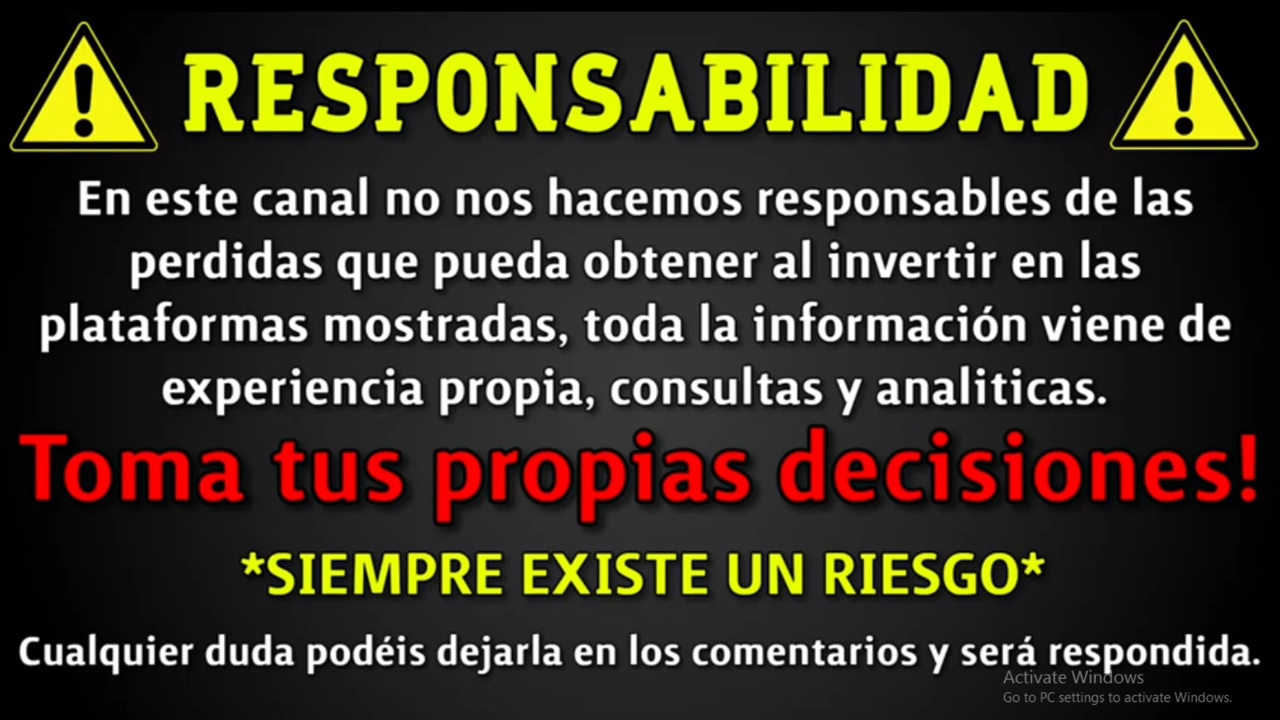 RESPONSABILIDAD
En este canal no nos hacemos responsables de las
perdidas que pueda obtener al invertir en las
plataformas mostradas, toda la información viene de
experiencia propia, consultas y analiticas.
Toma tus propias decisiones!
*SIEMPRE EXISTE UN RIESGO*
Cualquier duda podéis dejarla en los comentarios y será respondida.
Activate Windows
Go to PC settings to activate Windows.